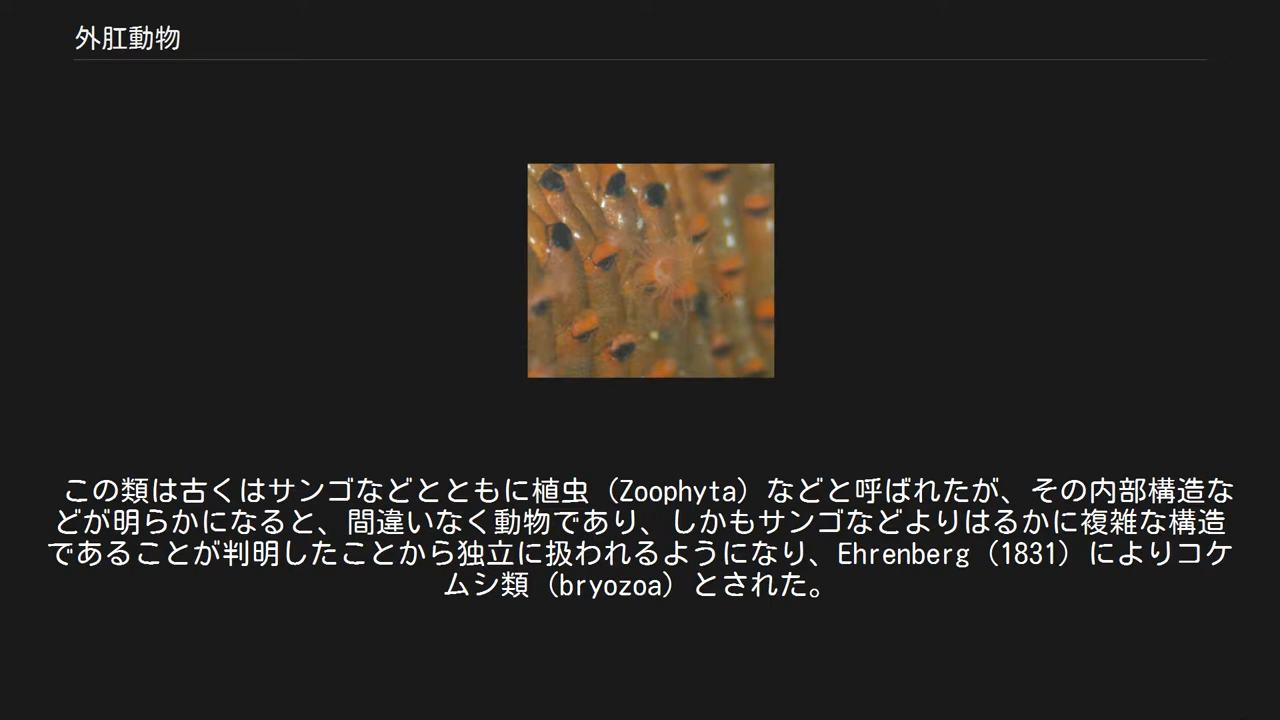 外肛動物
この類は古くはサンゴなどとともに植虫（Zoophyta）などと呼ばれたが、その内部構造な
どが明らかになると、間違いなく動物であり、しかもサンゴなどよりはるかに複雑な構造
であることが判明したことから独立に扱われるようになり、Ehrenberg（1831）によりコケ
ムシ類（bryozoa）とされた。